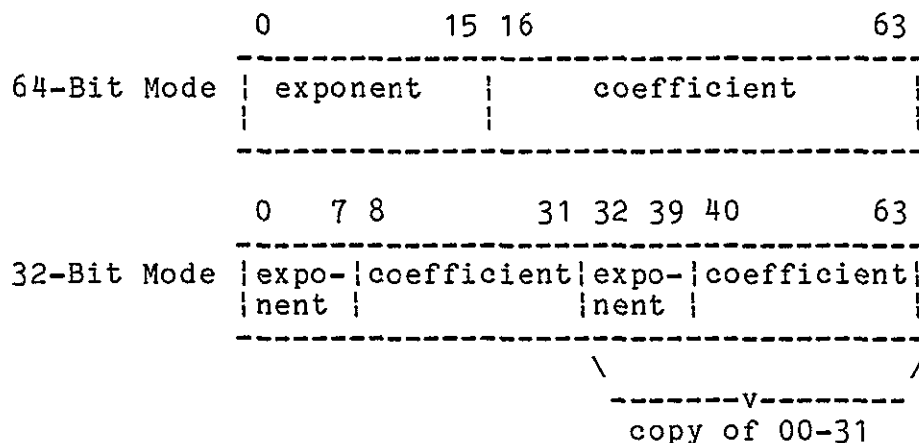 0 15 16 63
64-Bit Mode | exponent | coefficient |
0 7 8 31 32 39 40 63
32-Bit Mode |expo-|coefficient|expo-|coefficient|
|nent | |nent | |
\ /
-------v--------
copy of 00-31